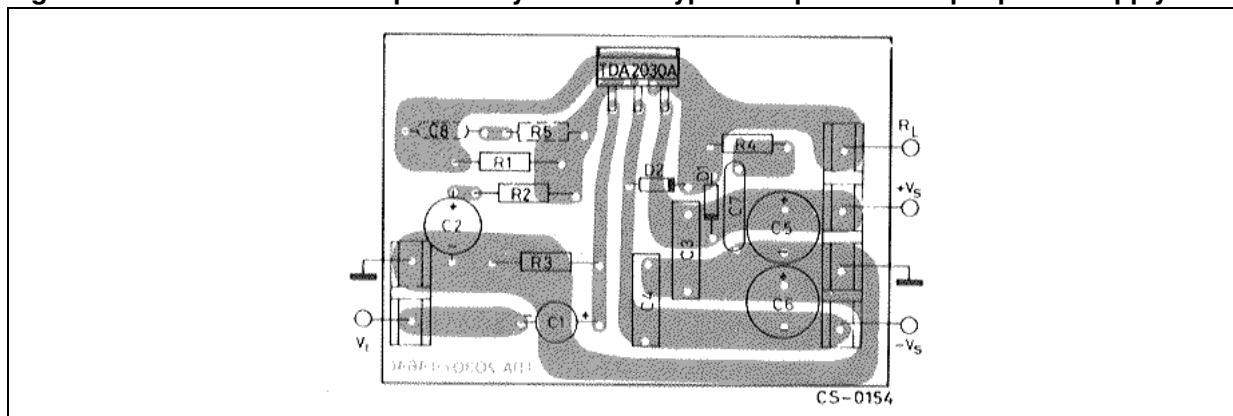 TDA2030A
C8 R5
R1
R4
RL
D2
D1
R2
+Vs
C2
C7
C5
C3
R3
C4
C6
C1
Vi
-Vs
CS-0154